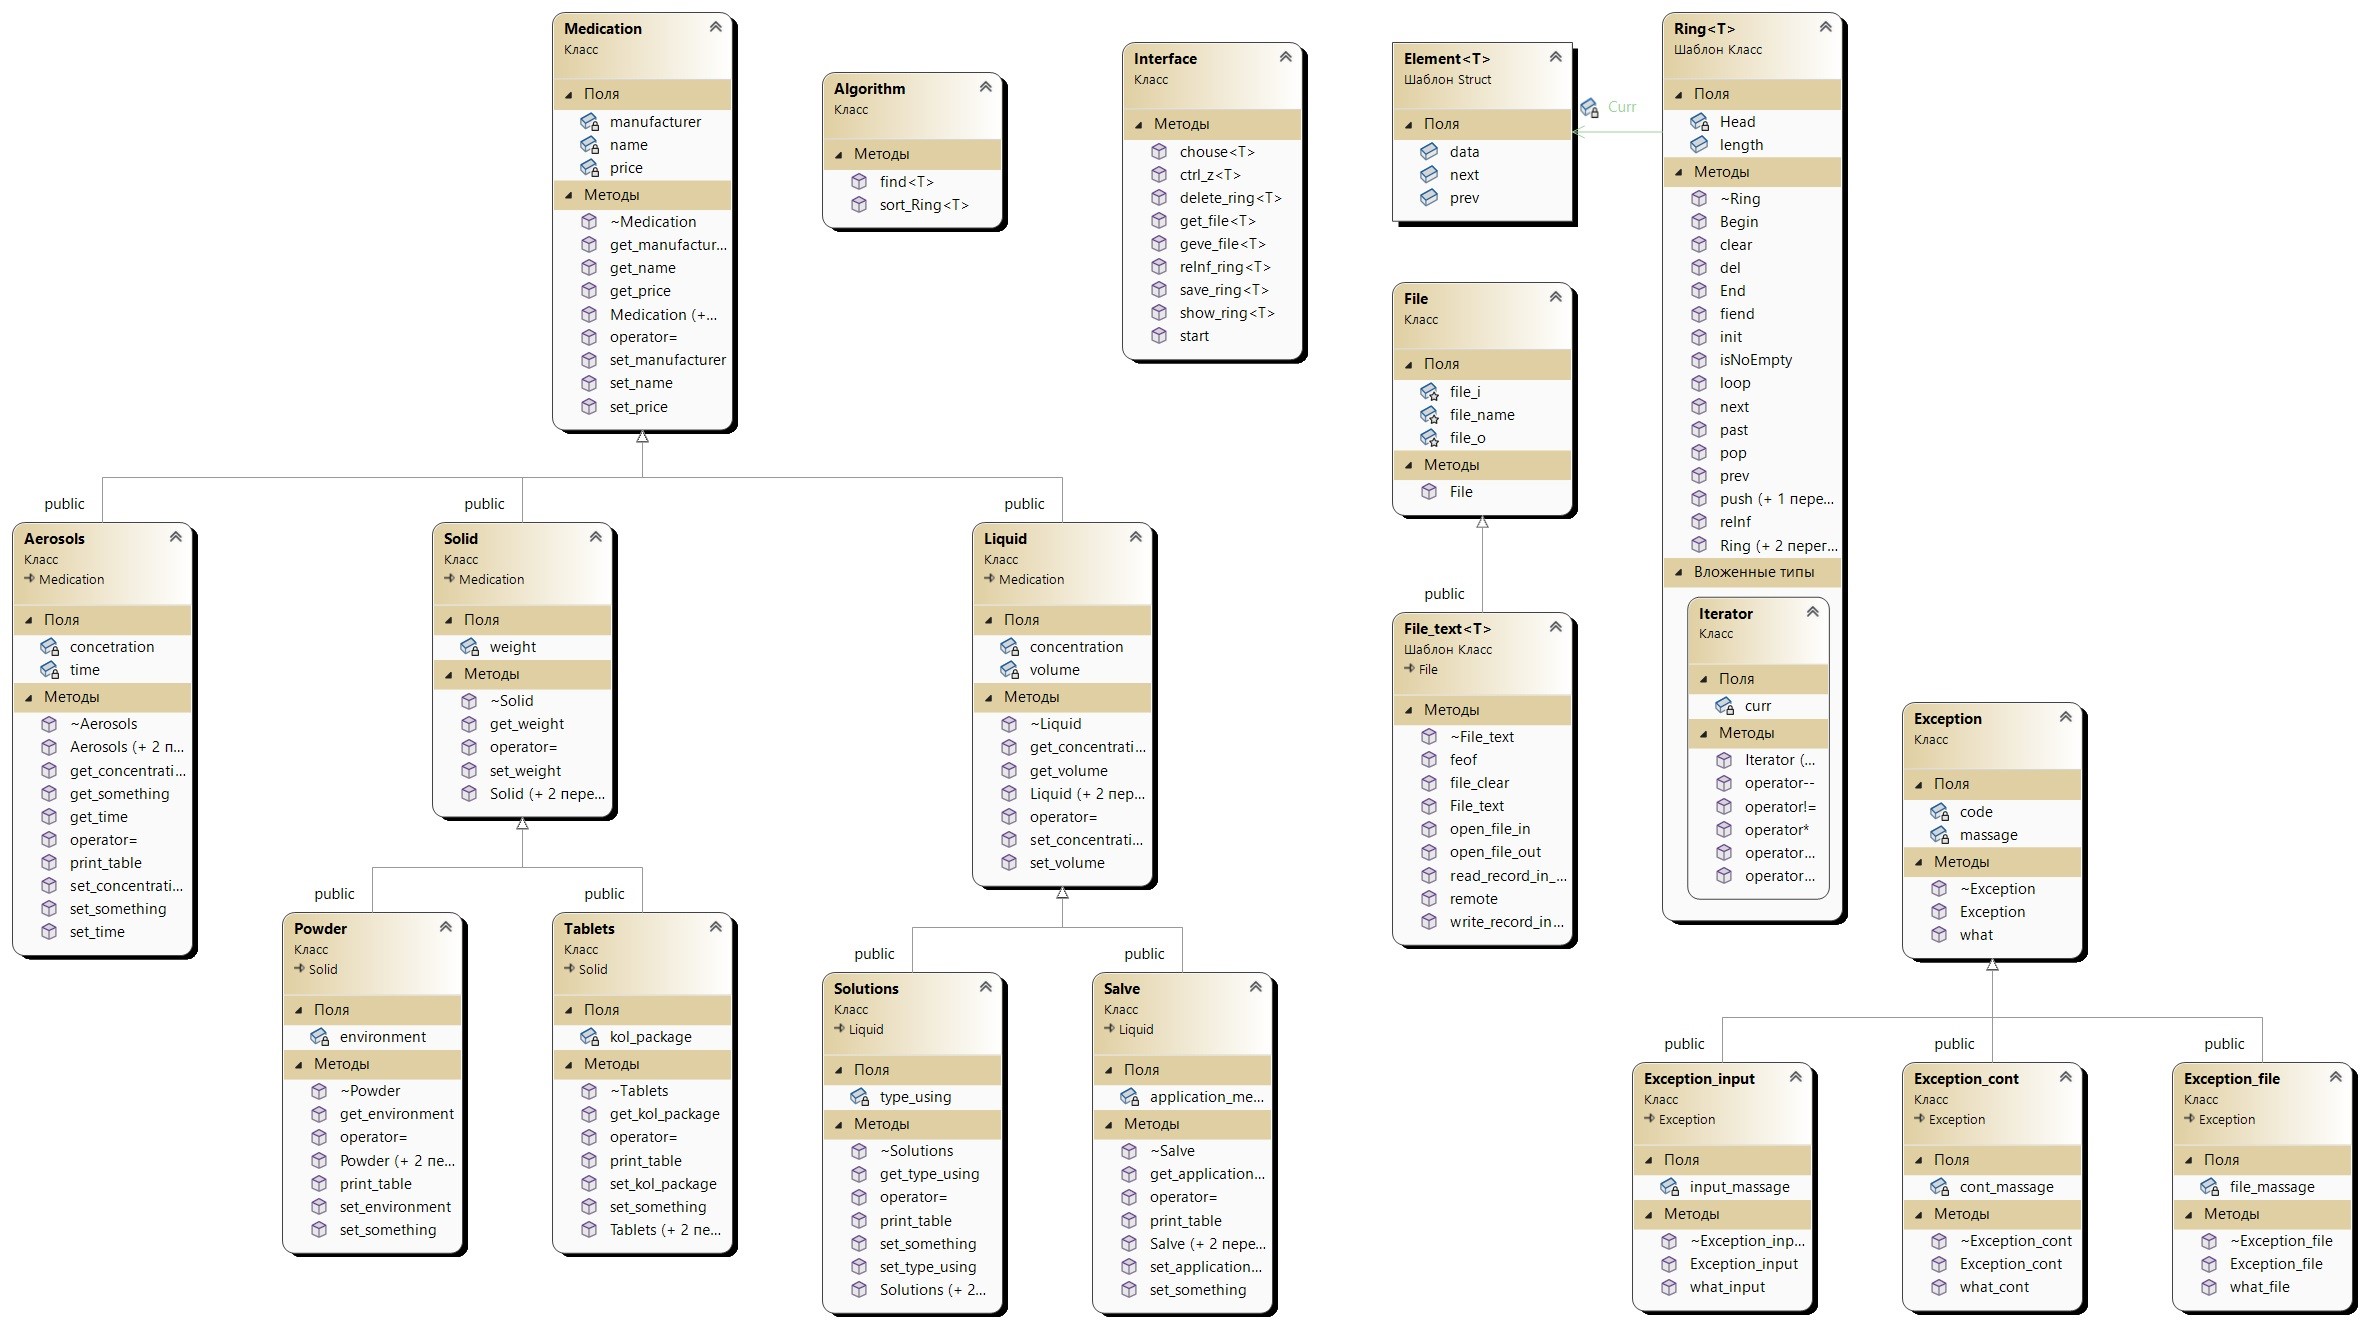 Medication
Класс
Поля
manufacturer
name
price
Методы
~Medication
get_manufactur...
get_name
get_price
Medication (+...
operator=
set_manufacturer
set_name
set_price
Algorithm
Класс
Методы
find<T>
sort_Ring<T>
Interface
Класс
Методы
chouse<T>
ctrl_z<T>
delete_ring<T>
get_file<T>
geve_file<T>
reInf_ring<T>
save_ring<T>
show_ring<T>
start
Element<T>
Шаблон Struct
Поля
data
next
prev
Curr
Ring<T>
Шаблон Класс
Поля
Head
length
Методы
~Ring
Begin
clear
del
End
fiend
init
isNoEmpty
loop
next
past
pop
prev
push (+ 1 пере...
reInf
Ring (+ 2 перег...
Вложенные типы
Iterator
Класс
Поля
curr
Методы
Iterator (...
operator--
operator!=
operator*
operator...
operator...
File
Класс
Поля
file_i
file_name
file_o
Методы
File
public
File_text<T>
Шаблон Класс
File
Методы
~File_text
feof
file_clear
File_text
open_file_in
open_file_out
read_record_in_...
remote
write_record_in...
public
Aerosols
Класс
Medication
Поля
concetration
time
Методы
~Aerosols
Aerosols (+ 2 п...
get_concentrati...
get_something
get_time
operator=
print_table
set_concentrati...
set_something
set_time
public
Solid
Класс
Medication
Поля
weight
Методы
~Solid
get_weight
operator=
set_weight
Solid (+ 2 пере...
public
Liquid
Класс
Medication
Поля
concentration
volume
Методы
~Liquid
get_concentrati...
get_volume
Liquid (+ 2 пер...
operator=
set_concentrati...
set_volume
public
Powder
Класс
Solid
Поля
environment
Методы
~Powder
get_environment
operator=
Powder (+ 2 пе...
print_table
set_environment
set_something
public
Tablets
Класс
Solid
Поля
kol_package
Методы
~Tablets
get_kol_package
operator=
print_table
set_kol_package
set_something
Tablets (+ 2 пе...
public
Solutions
Класс
Liquid
Поля
type_using
Методы
~Solutions
get_type_using
operator=
print_table
set_something
set_type_using
Solutions (+ 2...
public
Salve
Класс
Liquid
Поля
application_me...
Методы
~Salve
get_application...
operator=
print_table
Salve (+ 2 пере...
set_application...
set_something
Exception
Класс
Поля
code
massage
Методы
~Exception
Exception
what
public
Exception_input
Класс
Exception
Поля
input_massage
Методы
~Exception_inp...
Exception_input
what_input
public
Exception_cont
Класс
Exception
Поля
cont_massage
Методы
~Exception_cont
Exception_cont
what_cont
public
Exception_file
Класс
Exception
Поля
file_massage
Методы
~Exception_file
Exception_file
what_file